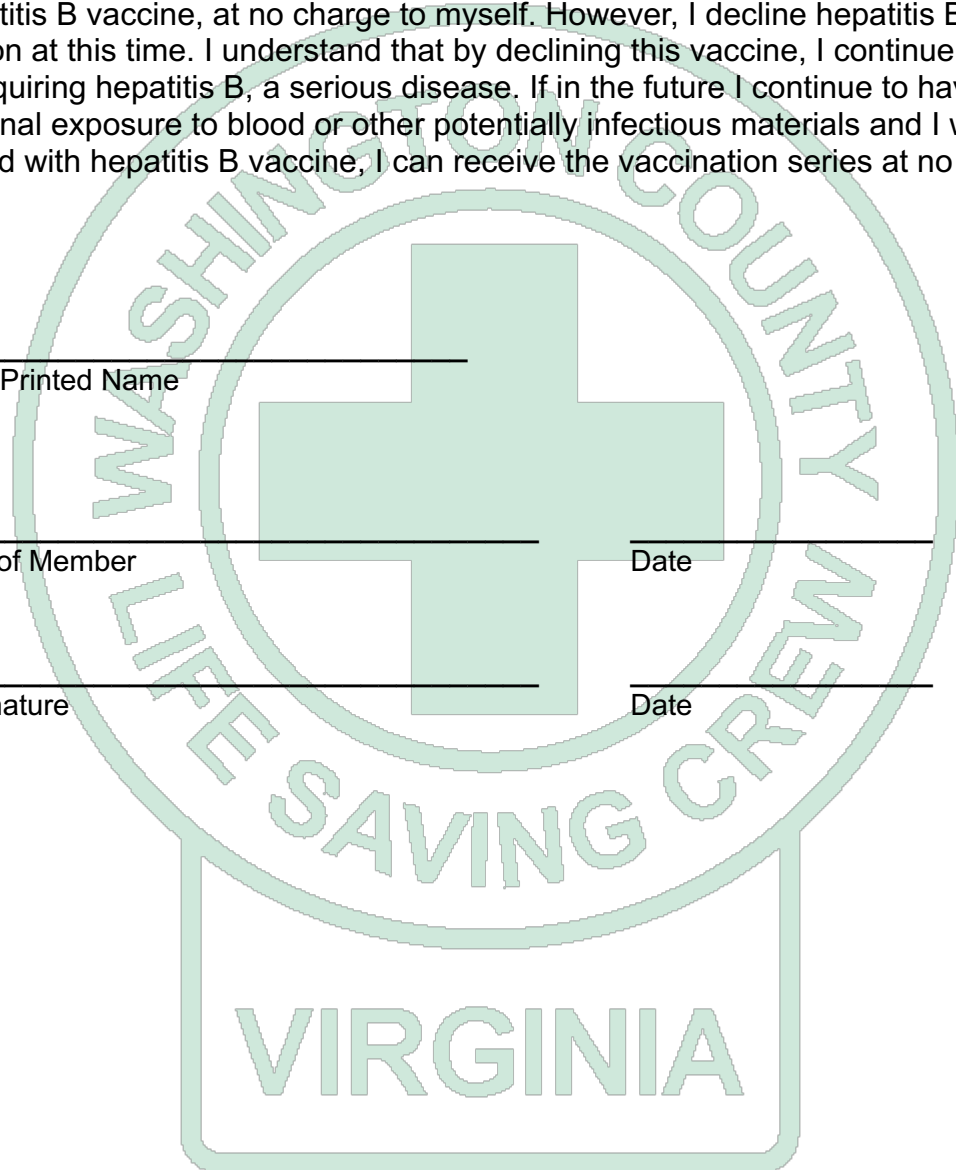 titis B vaccine, at no charge to myself. However, I decline hepatitis B
on at this time. I understand that by declining this vaccine, I continue
quiring hepatitis B, a serious disease. If in the future I continue to hav
nal exposure to blood or other potentially infectious materials and I w
d with hepatitis B vaccine, I can receive the vaccination series at no
WASHINGTON COUNTY
Printed Name
of Member Date
nature Date
LIFE SAVING CREW
VIRGINIA